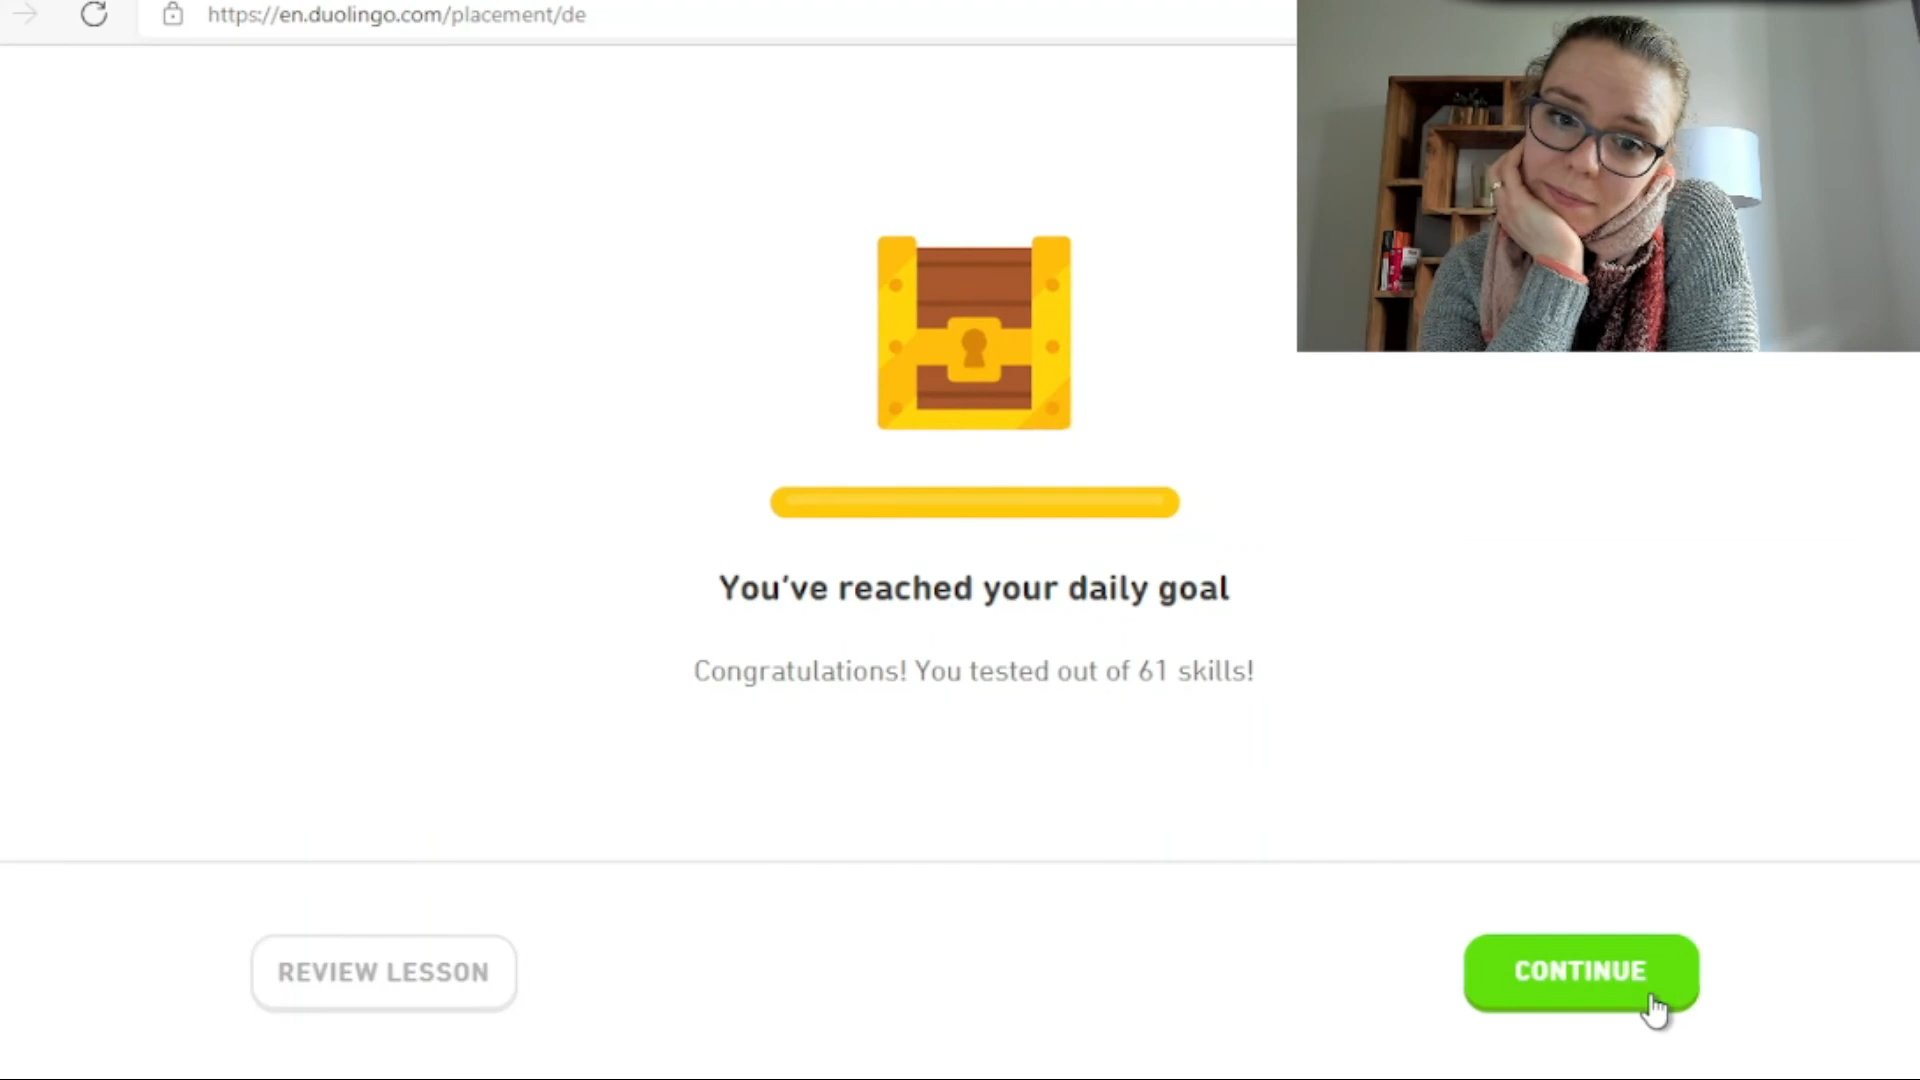 https://en.duolingo.com/placement/de
You've reached your daily goal
Congratulations! You tested out of 61 skills!
REVIEW LESSON
CONTINUE